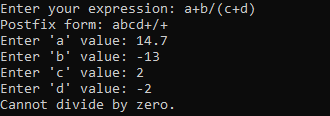 Enter your expression: a+b/(c+d)
Postfix form: abcd+/+
Enter 'a' value: 14.7
Enter 'b' value: -13
Enter 'c' value: 2
Enter 'd' value: -2
Cannot divide by zero.